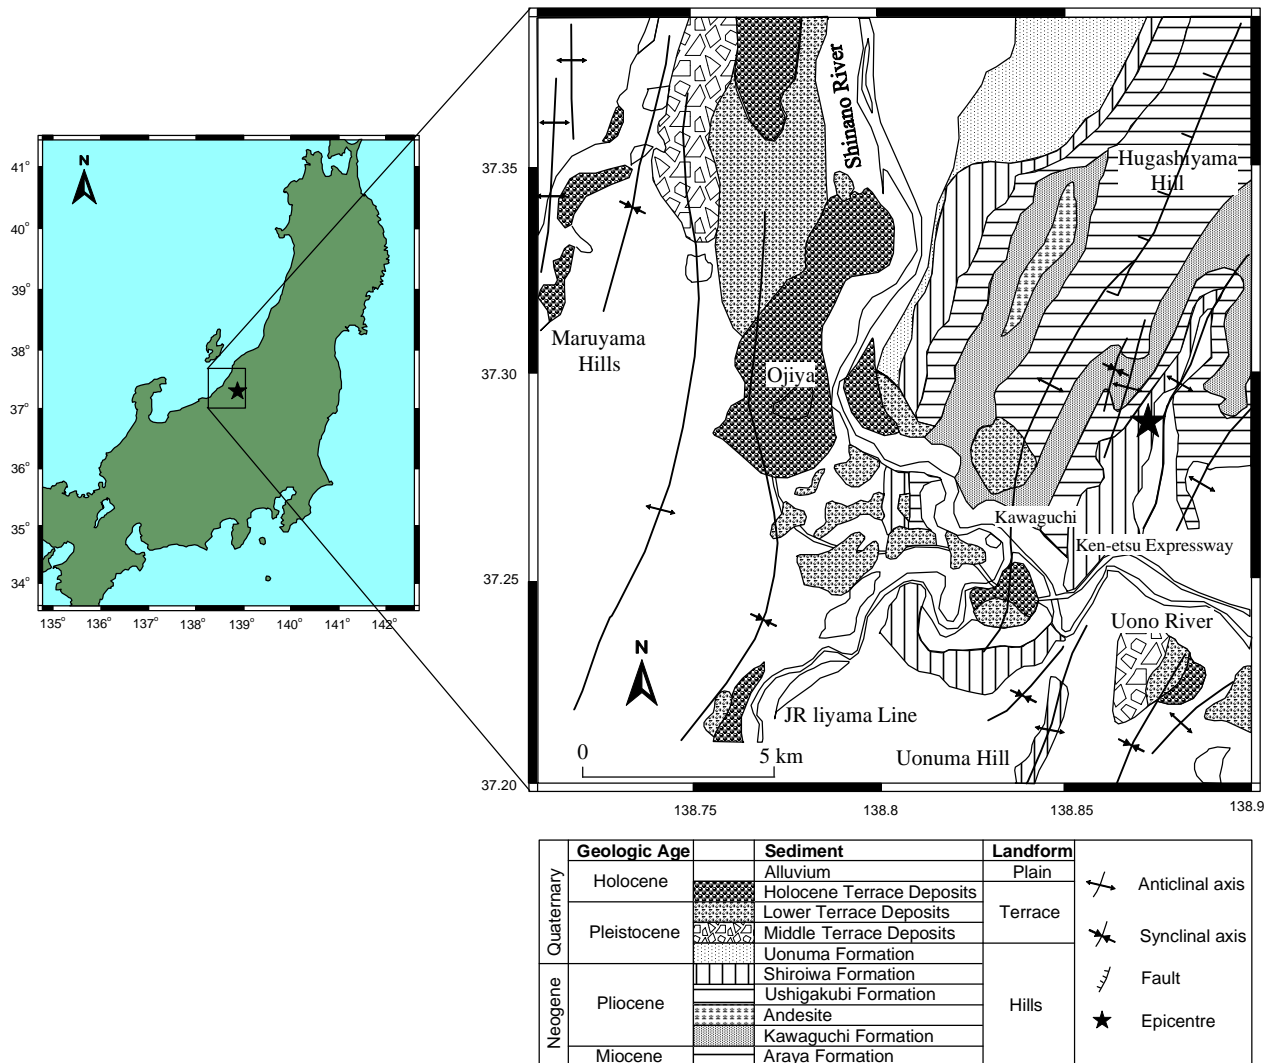 N
41°
40°
39°
38°
37°
36°
35°
34°
135° 136° 137° 138° 139° 140° 141° 142°
37.35
37.30
37.25
37.20
138.75 138.8 138.85 138.9
Shinano River
Hugashiyama
Hill
Maruyama
Hills
Ojiya
Kawaguchi
Ken-etsu Expressway
Uono River
N
JR Iiyama Line
Uonuma Hill
0 5 km
Geologic Age Sediment Landform
Quaternary
Holocene
Alluvium
Plain
Holocene Terrace Deposits
Terrace
Pleistocene
Lower Terrace Deposits
Middle Terrace Deposits
Uonuma Formation
Hills
Neogene
Pliocene
Shiroiwa Formation
Ushigakubi Formation
Andesite
Kawaguchi Formation
Miocene
Araya Formation
Anticlinal axis
Synclinal axis
Fault
Epicentre